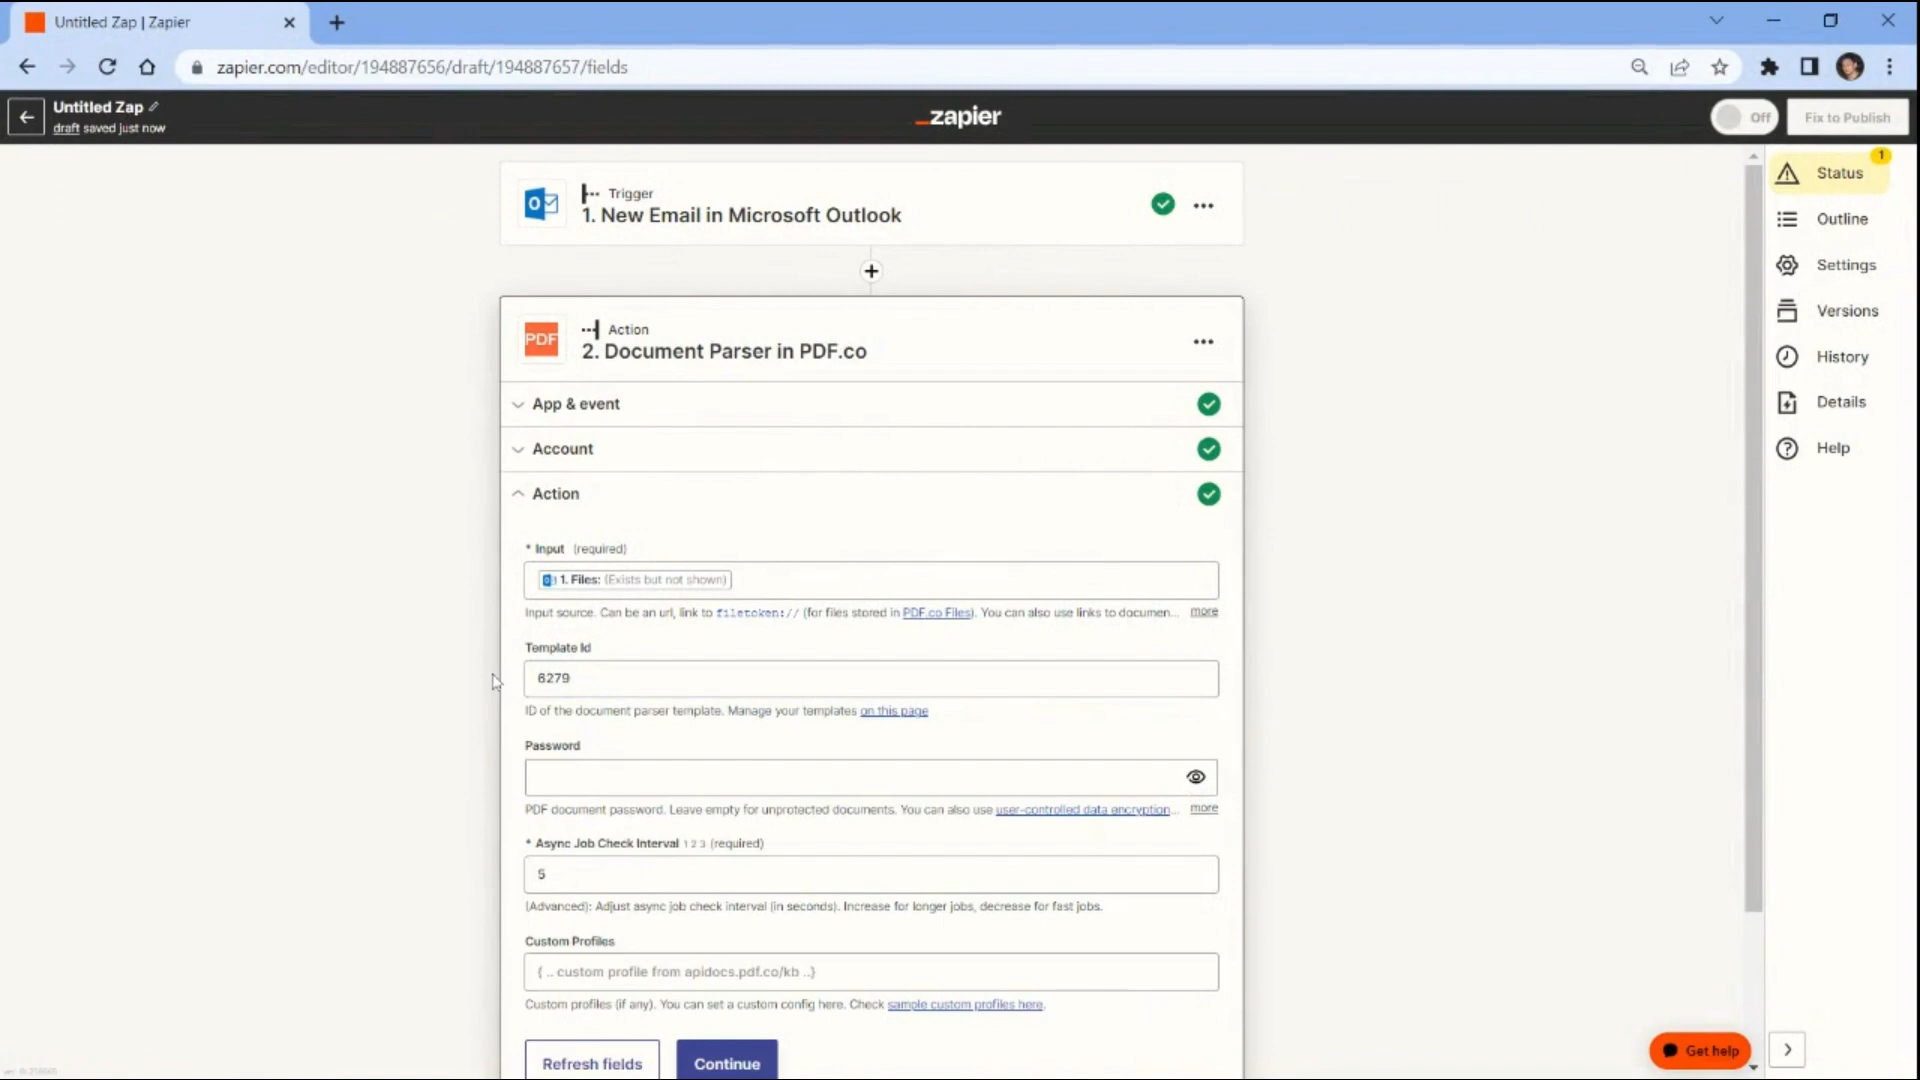 Untitled Zap | Zapier
zapier.com/editor/194887656/draft/194887657/fields
Untitled Zap
draft saved just now
zapier
Off
Fix to Publish
Trigger
1. New Email in Microsoft Outlook
1
Status
Outline
Settings
Versions
History
Details
Help
PDF
Action
2. Document Parser in PDF.co
App & event
Account
Action
* Input (required)
1. Files: (Exists but not shown)
Input source. Can be an url, link to filetoken:// (for files stored in PDF.co Files). You can also use links to documen... more
Template Id
6279
ID of the document parser template. Manage your templates on this page
Password
PDF document password. Leave empty for unprotected documents. You can also use user-controlled data encryption... more
* Async Job Check Interval 1 2 3 (required)
5
(Advanced): Adjust async job check interval (in seconds). Increase for longer jobs, decrease for fast jobs.
Custom Profiles
{ .. custom profile from apidocs.pdf.co/kb ..}
Custom profiles (if any). You can set a custom config here. Check sample custom profiles here.
Refresh fields
Continue
Get help